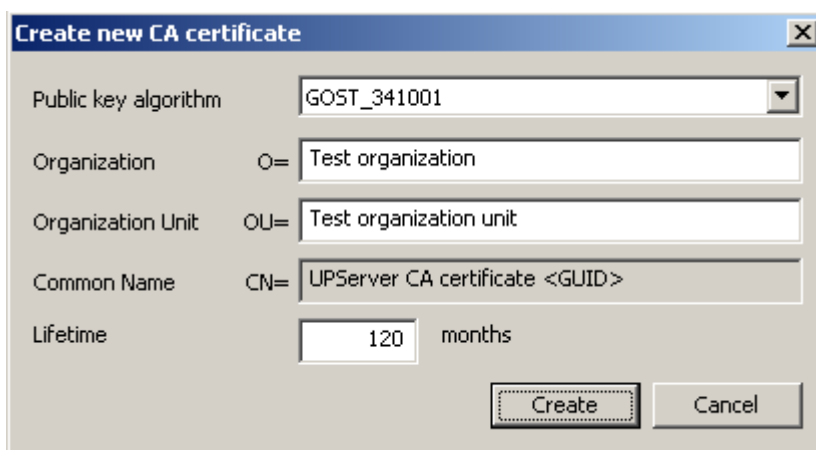 Create new CA certificate
Public key algorithm GOST_341001
Organization O= Test organization
Organization Unit OU= Test organization unit
Common Name CN= UPServer CA certificate <GUID>
Lifetime 120 months
Create Cancel